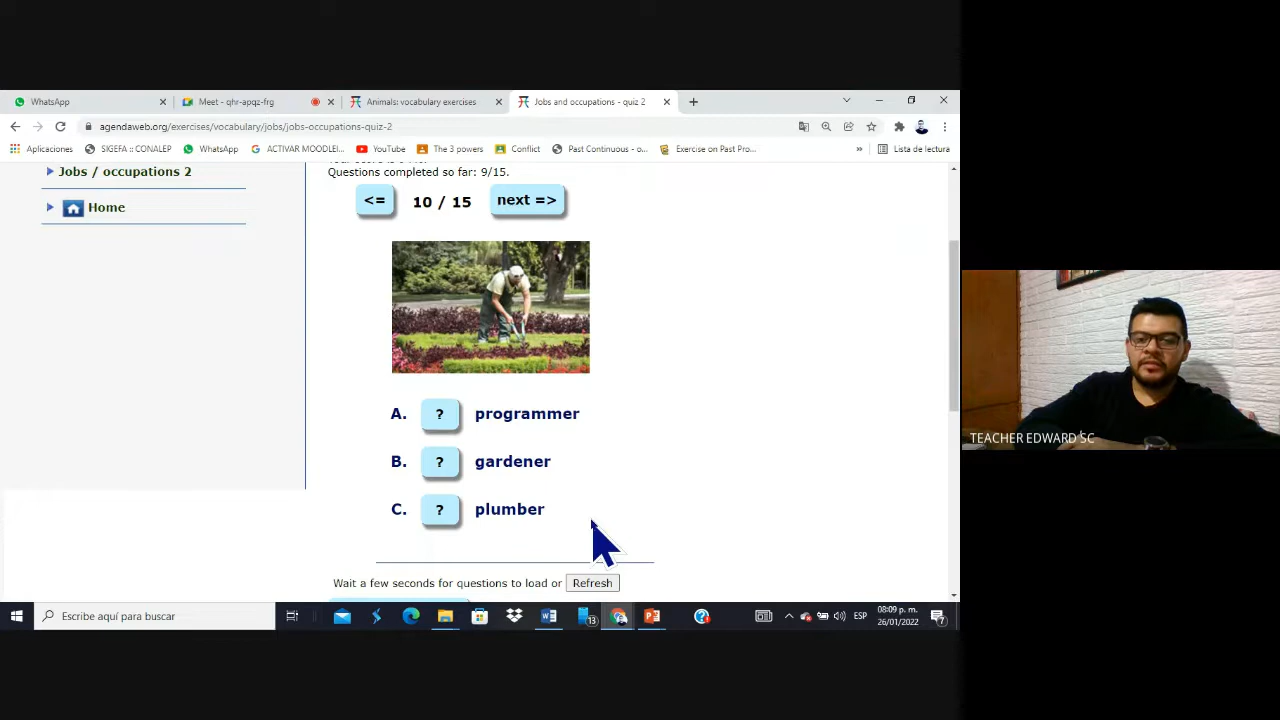 WhatsApp
Meet - qhr-apqz-frg
Animals: vocabulary exercises
Jobs and occupations - quiz 2
agendaweb.org/exercises/vocabulary/jobs/jobs-occupations-quiz-2
Aplicaciones
SIGEFA :: CONALEP
WhatsApp
ACTIVAR MOODLEI...
YouTube
The 3 powers
Conflict
Past Continuous - o...
Exercise on Past Pro...
»
Lista de lectura
Jobs / occupations 2
Home
Questions completed so far: 9/15.
<= 10 / 15 next =>
A. ? programmer
B. ? gardener
C. ? plumber
Wait a few seconds for questions to load or Refresh
TEACHER EDWARD SC
Escribe aquí para buscar
13
ESP
08:09 p. m.
26/01/2022
7